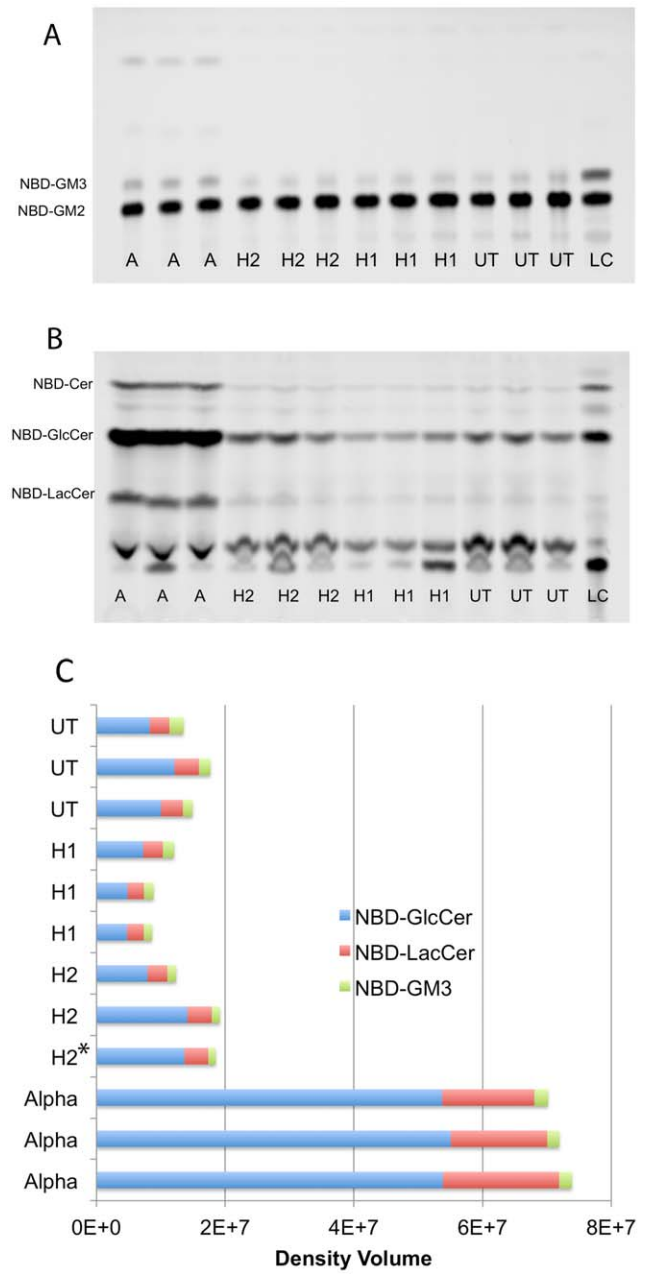 A
NBD-GM3
NBD-GM2
A A A H2 H2 H2 H1 H1 H1 UT UT UT LC
B
NBD-Cer
NBD-GlcCer
NBD-LacCer
A A A H2 H2 H2 H1 H1 H1 UT UT UT LC
C
UT
UT
UT
H1
H1
H1
H2
H2
H2*
Alpha
Alpha
Alpha
NBD-GlcCer
NBD-LacCer
NBD-GM3
0E+0 2E+7 4E+7 6E+7 8E+7
Density Volume